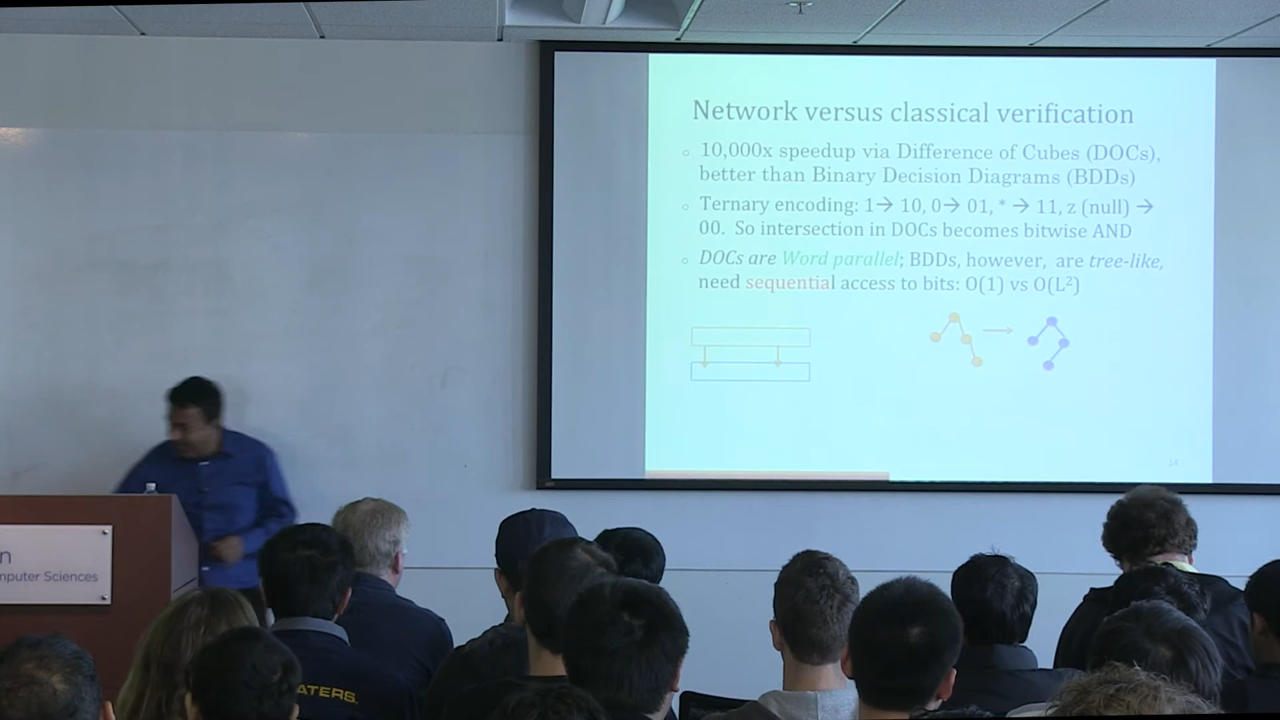 Network versus classical verification
10,000x speedup via Difference of Cubes (DOCs),
better than Binary Decision Diagrams (BDDs)
Ternary encoding: 1→ 10, 0→ 01, * → 11, z (null) →
00. So intersection in DOCs becomes bitwise AND
DOCs are Word parallel; BDDs, however, are tree-like,
need sequential access to bits: O(1) vs O(L²)
14
n
mputer Sciences
ATERS